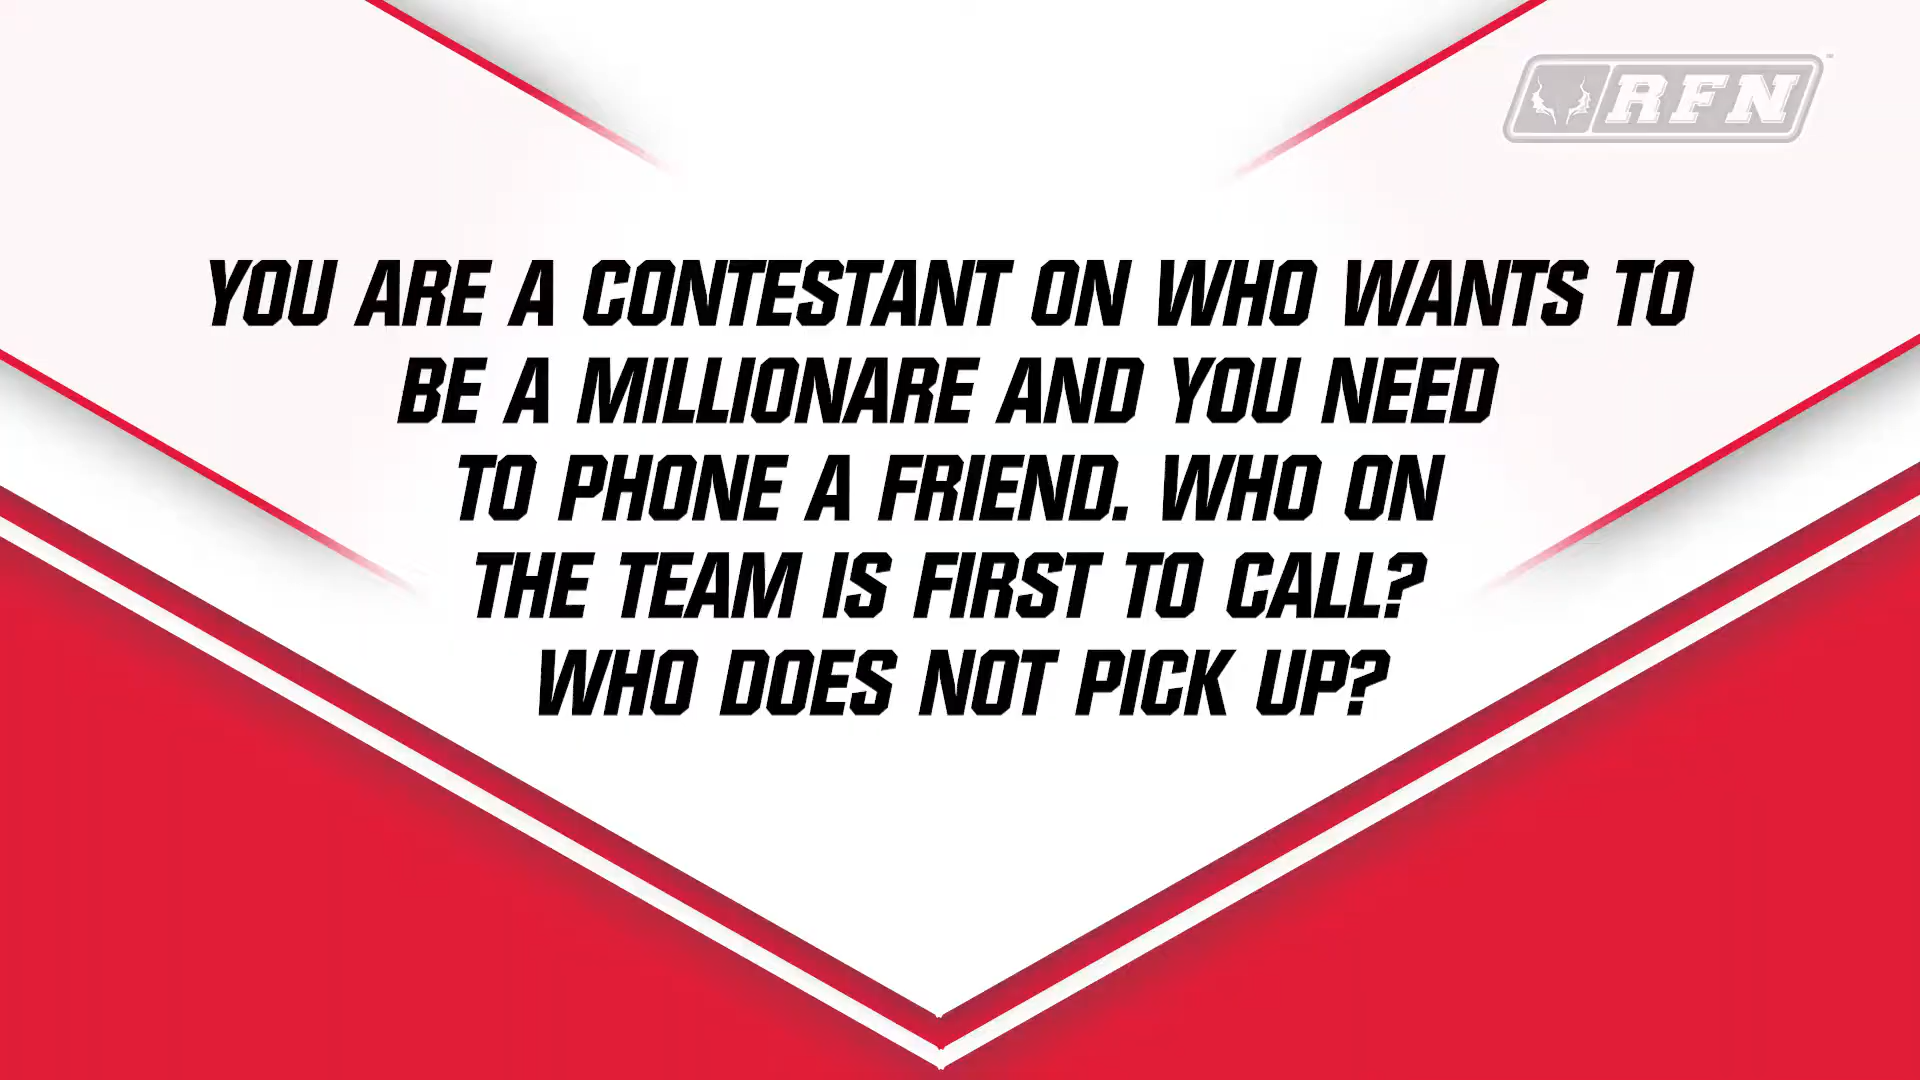 RFN
YOU ARE A CONTESTANT ON WHO WANTS TO
BE A MILLIONARE AND YOU NEED
TO PHONE A FRIEND. WHO ON
THE TEAM IS FIRST TO CALL?
WHO DOES NOT PICK UP?